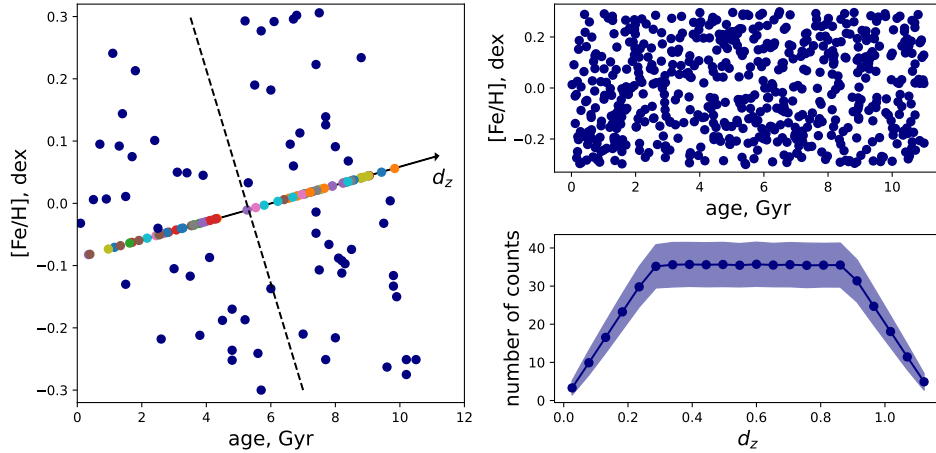 0.3
0.2
0.1
0.0
−0.1
−0.2
−0.3
[Fe/H], dex
d_z
0 2 4 6 8 10 12
age, Gyr
0.2
0.0
−0.2
[Fe/H], dex
0 2 4 6 8 10
age, Gyr
40
30
20
10
0
number of counts
0.0 0.2 0.4 0.6 0.8 1.0
d_z